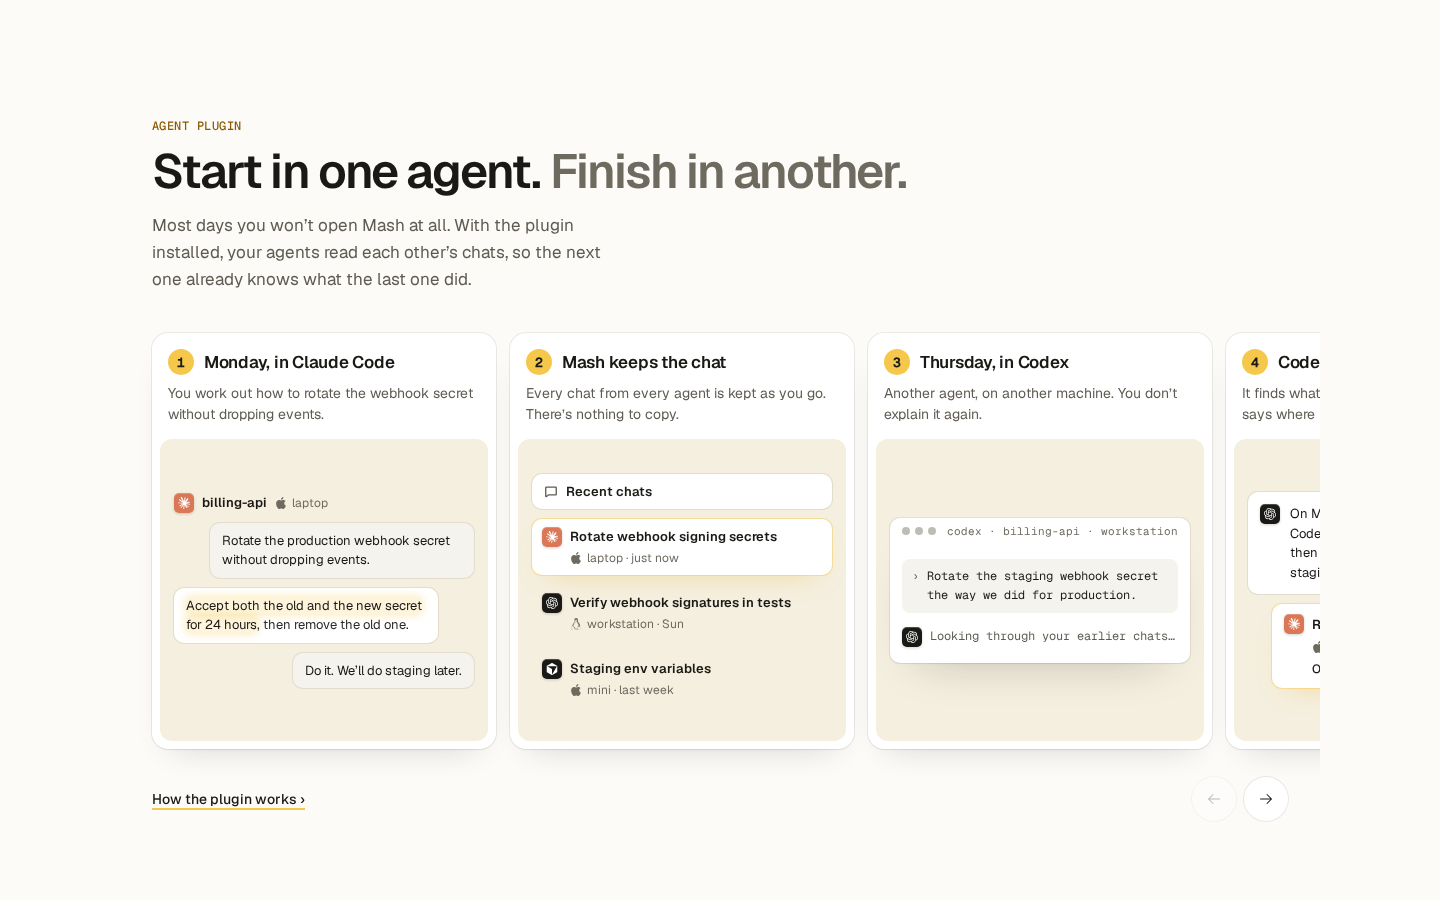 AGENT PLUGIN
Start in one agent. Finish in another.
Most days you won’t open Mash at all. With the plugin
installed, your agents read each other’s chats, so the next
one already knows what the last one did.
1 Monday, in Claude Code
You work out how to rotate the webhook secret
without dropping events.
billing-api laptop
Rotate the production webhook secret
without dropping events.
Accept both the old and the new secret
for 24 hours, then remove the old one.
Do it. We’ll do staging later.
2 Mash keeps the chat
Every chat from every agent is kept as you go.
There’s nothing to copy.
Recent chats
Rotate webhook signing secrets
laptop · just now
Verify webhook signatures in tests
workstation · Sun
Staging env variables
mini · last week
3 Thursday, in Codex
Another agent, on another machine. You don’t
explain it again.
codex · billing-api · workstation
› Rotate the staging webhook secret
the way we did for production.
Looking through your earlier chats…
4 Code
It finds what
says where
On M
Code
then
stagi
R
O
How the plugin works ›
← →